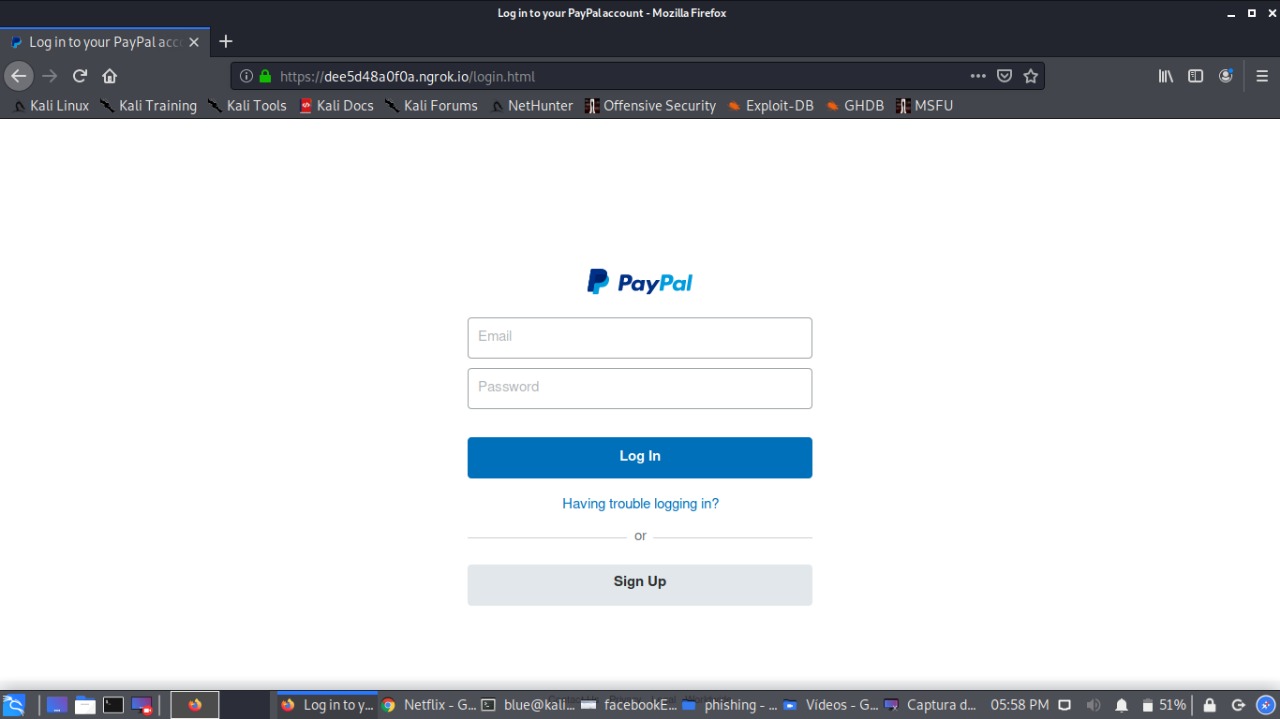 Log in to your PayPal account - Mozilla Firefox
Log in to your PayPal acc
https://dee5d48a0f0a.ngrok.io/login.html
Kali Linux Kali Training Kali Tools Kali Docs Kali Forums NetHunter Offensive Security Exploit-DB GHDB MSFU
PayPal
Email
Password
Log In
Having trouble logging in?
or
Sign Up
Log in to y... Netflix - G... blue@kali... facebookE... phishing - ... Vídeos - G... Captura d... 05:58 PM 51%